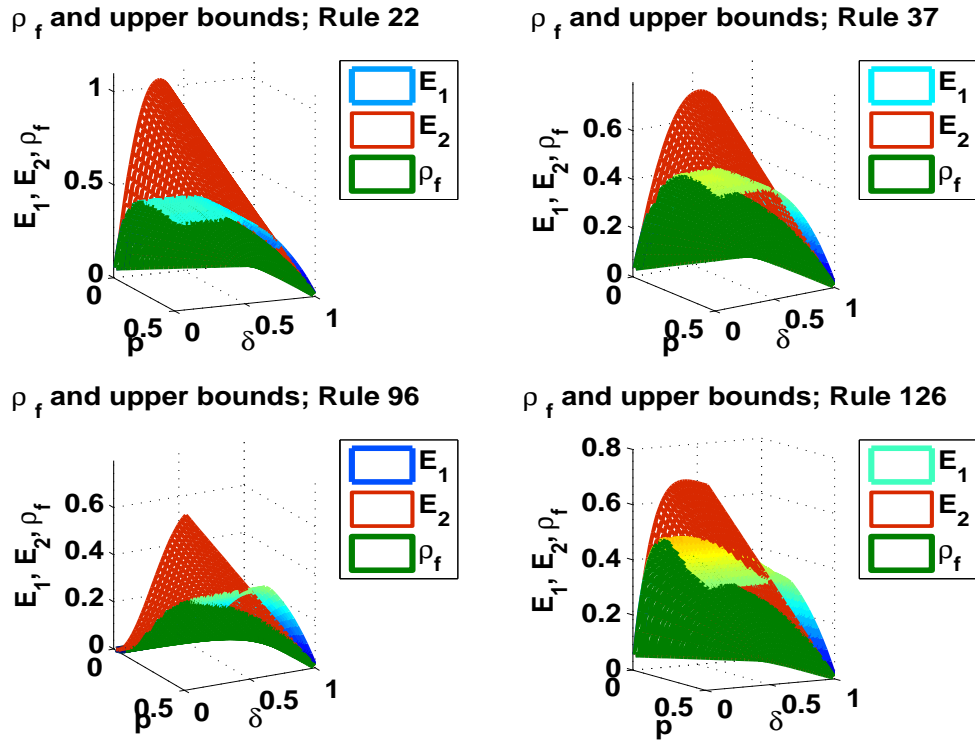 ρ f and upper bounds; Rule 22
E1
E2
ρf
E1, E2, ρf
1
0.5
0
0
0.5
p
0
0.5
1
δ
ρ f and upper bounds; Rule 37
E1
E2
ρf
E1, E2, ρf
0.6
0.4
0.2
0
0
0.5
p
0
0.5
1
δ
ρ f and upper bounds; Rule 96
E1
E2
ρf
E1, E2, ρf
0.6
0.4
0.2
0
0
0.5
p
0
0.5
1
δ
ρ f and upper bounds; Rule 126
E1
E2
ρf
E1, E2, ρf
0.8
0.6
0.4
0.2
0
0
0.5
p
0
0.5
1
δ